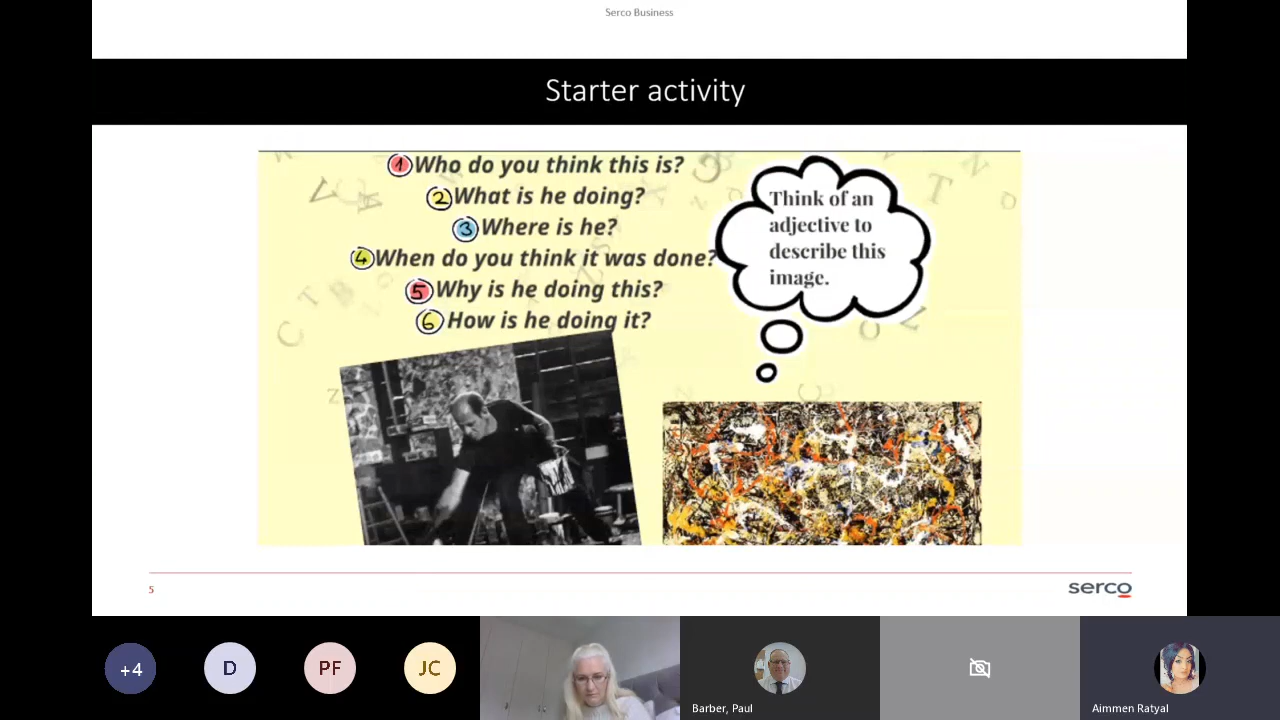 Serco Business
Starter activity
1 Who do you think this is?
2 What is he doing?
3 Where is he?
4 When do you think it was done?
5 Why is he doing this?
6 How is he doing it?
Think of an
adjective to
describe this
image.
5
serco
+4
D
PF
JC
Barber, Paul
Aimmen Ratyal